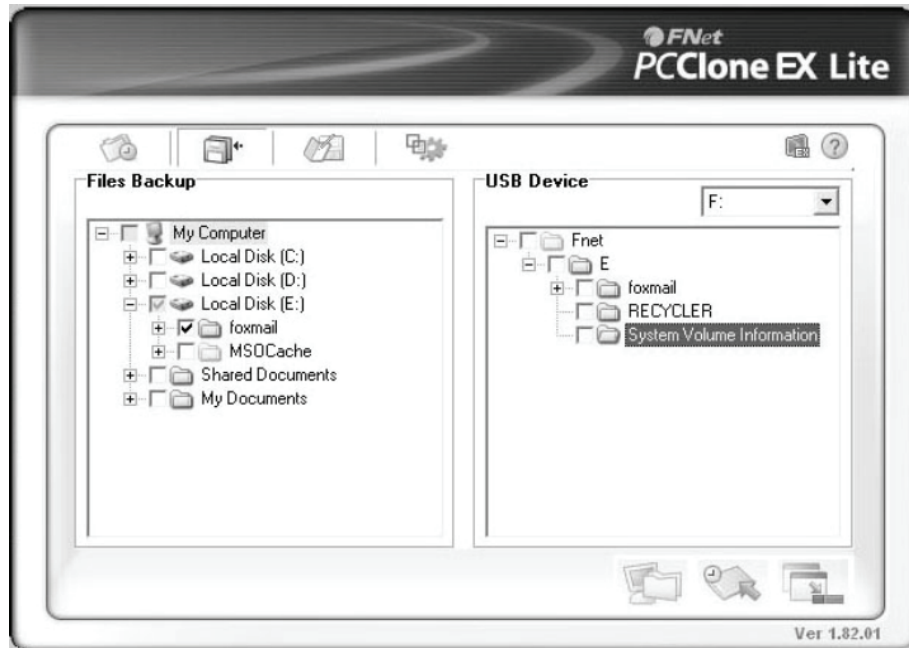 FNet
PCClone EX Lite
EX
?
Files Backup
My Computer
Local Disk (C:)
Local Disk (D:)
Local Disk (E:)
foxmail
MSOCache
Shared Documents
My Documents
USB Device
F:
Fnet
E
foxmail
RECYCLER
System Volume Information
Ver 1.82.01